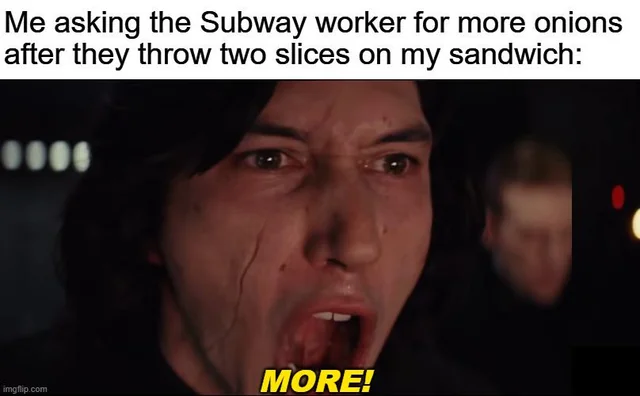 Me asking the Subway worker for more onions
after they throw two slices on my sandwich:
MORE!
imgflip.com